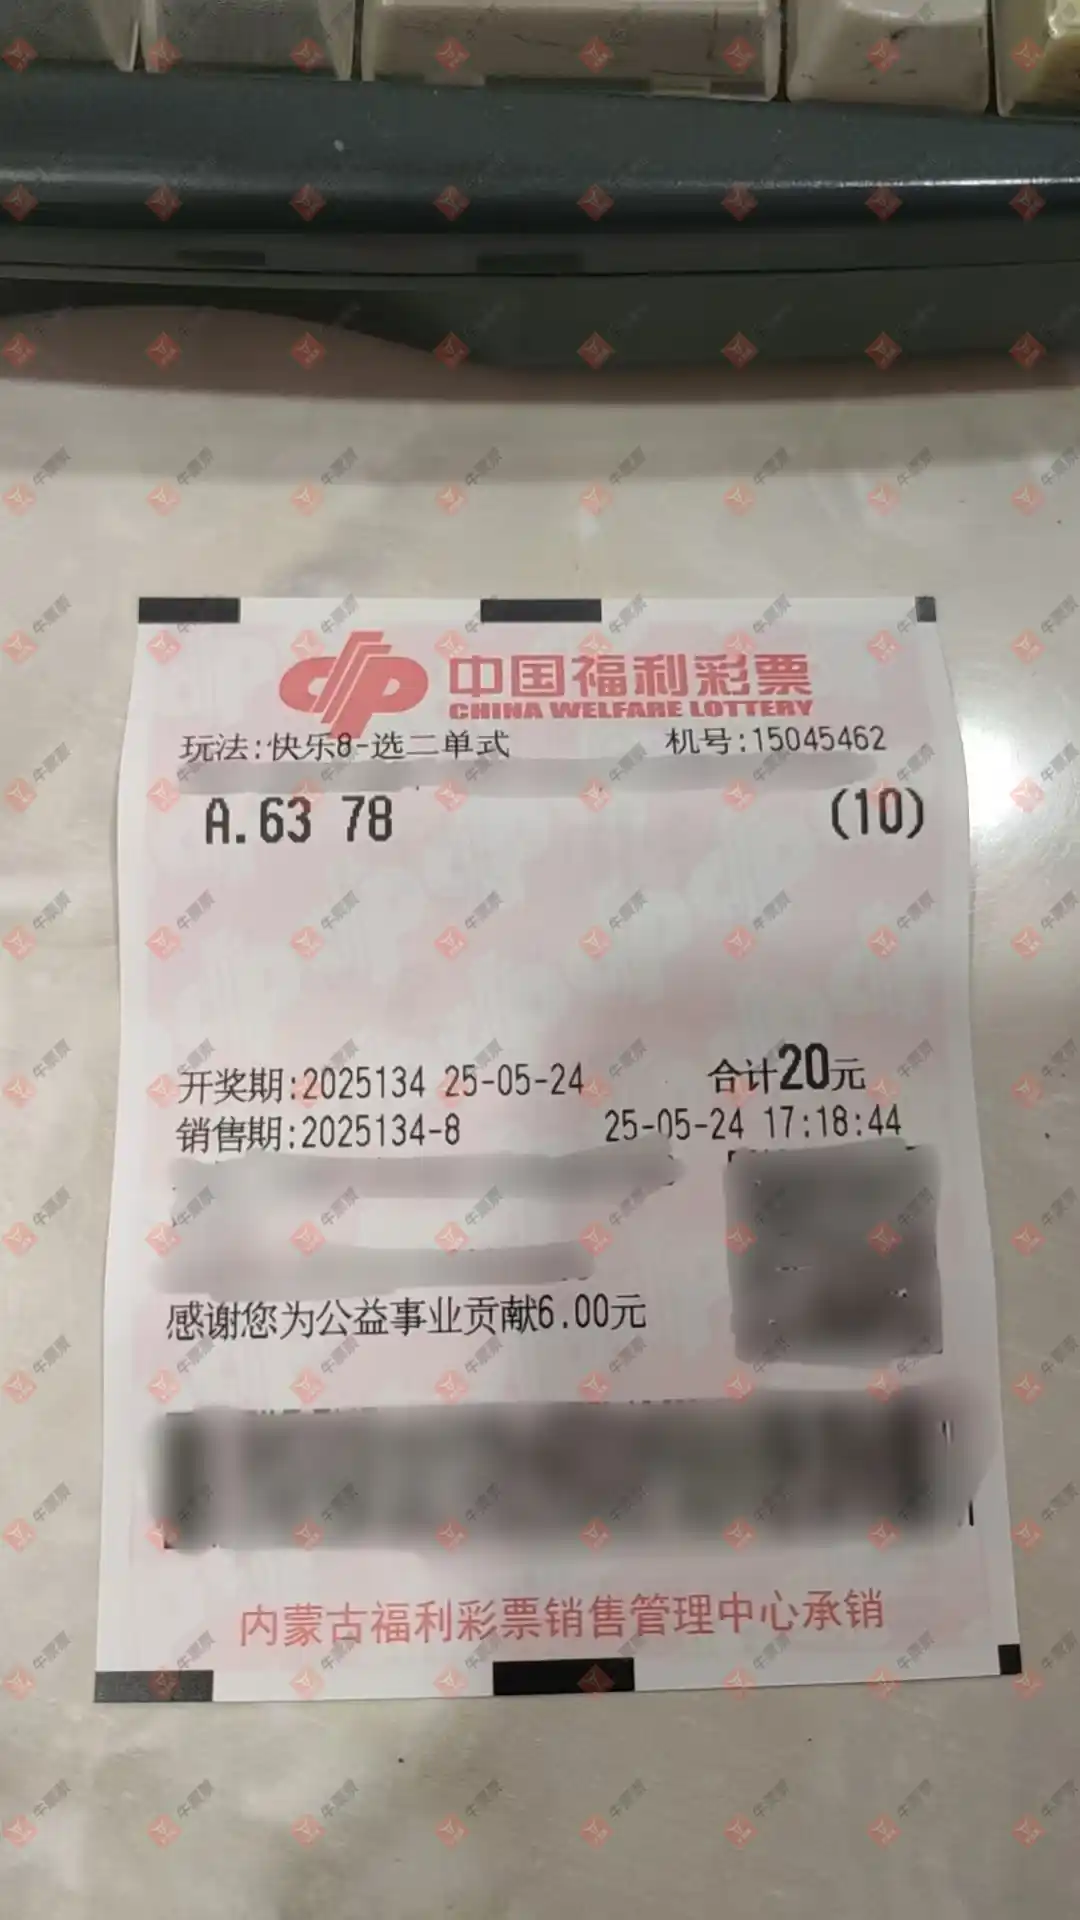 中国福利彩票
CHINA WELFARE LOTTERY
玩法:快乐8-选二单式 机号:15045462
A.63 78 (10)
开奖期:2025134 25-05-24 合计20元
销售期:2025134-8 25-05-24 17:18:44
感谢您为公益事业贡献6.00元
内蒙古福利彩票销售管理中心承销
牛票票